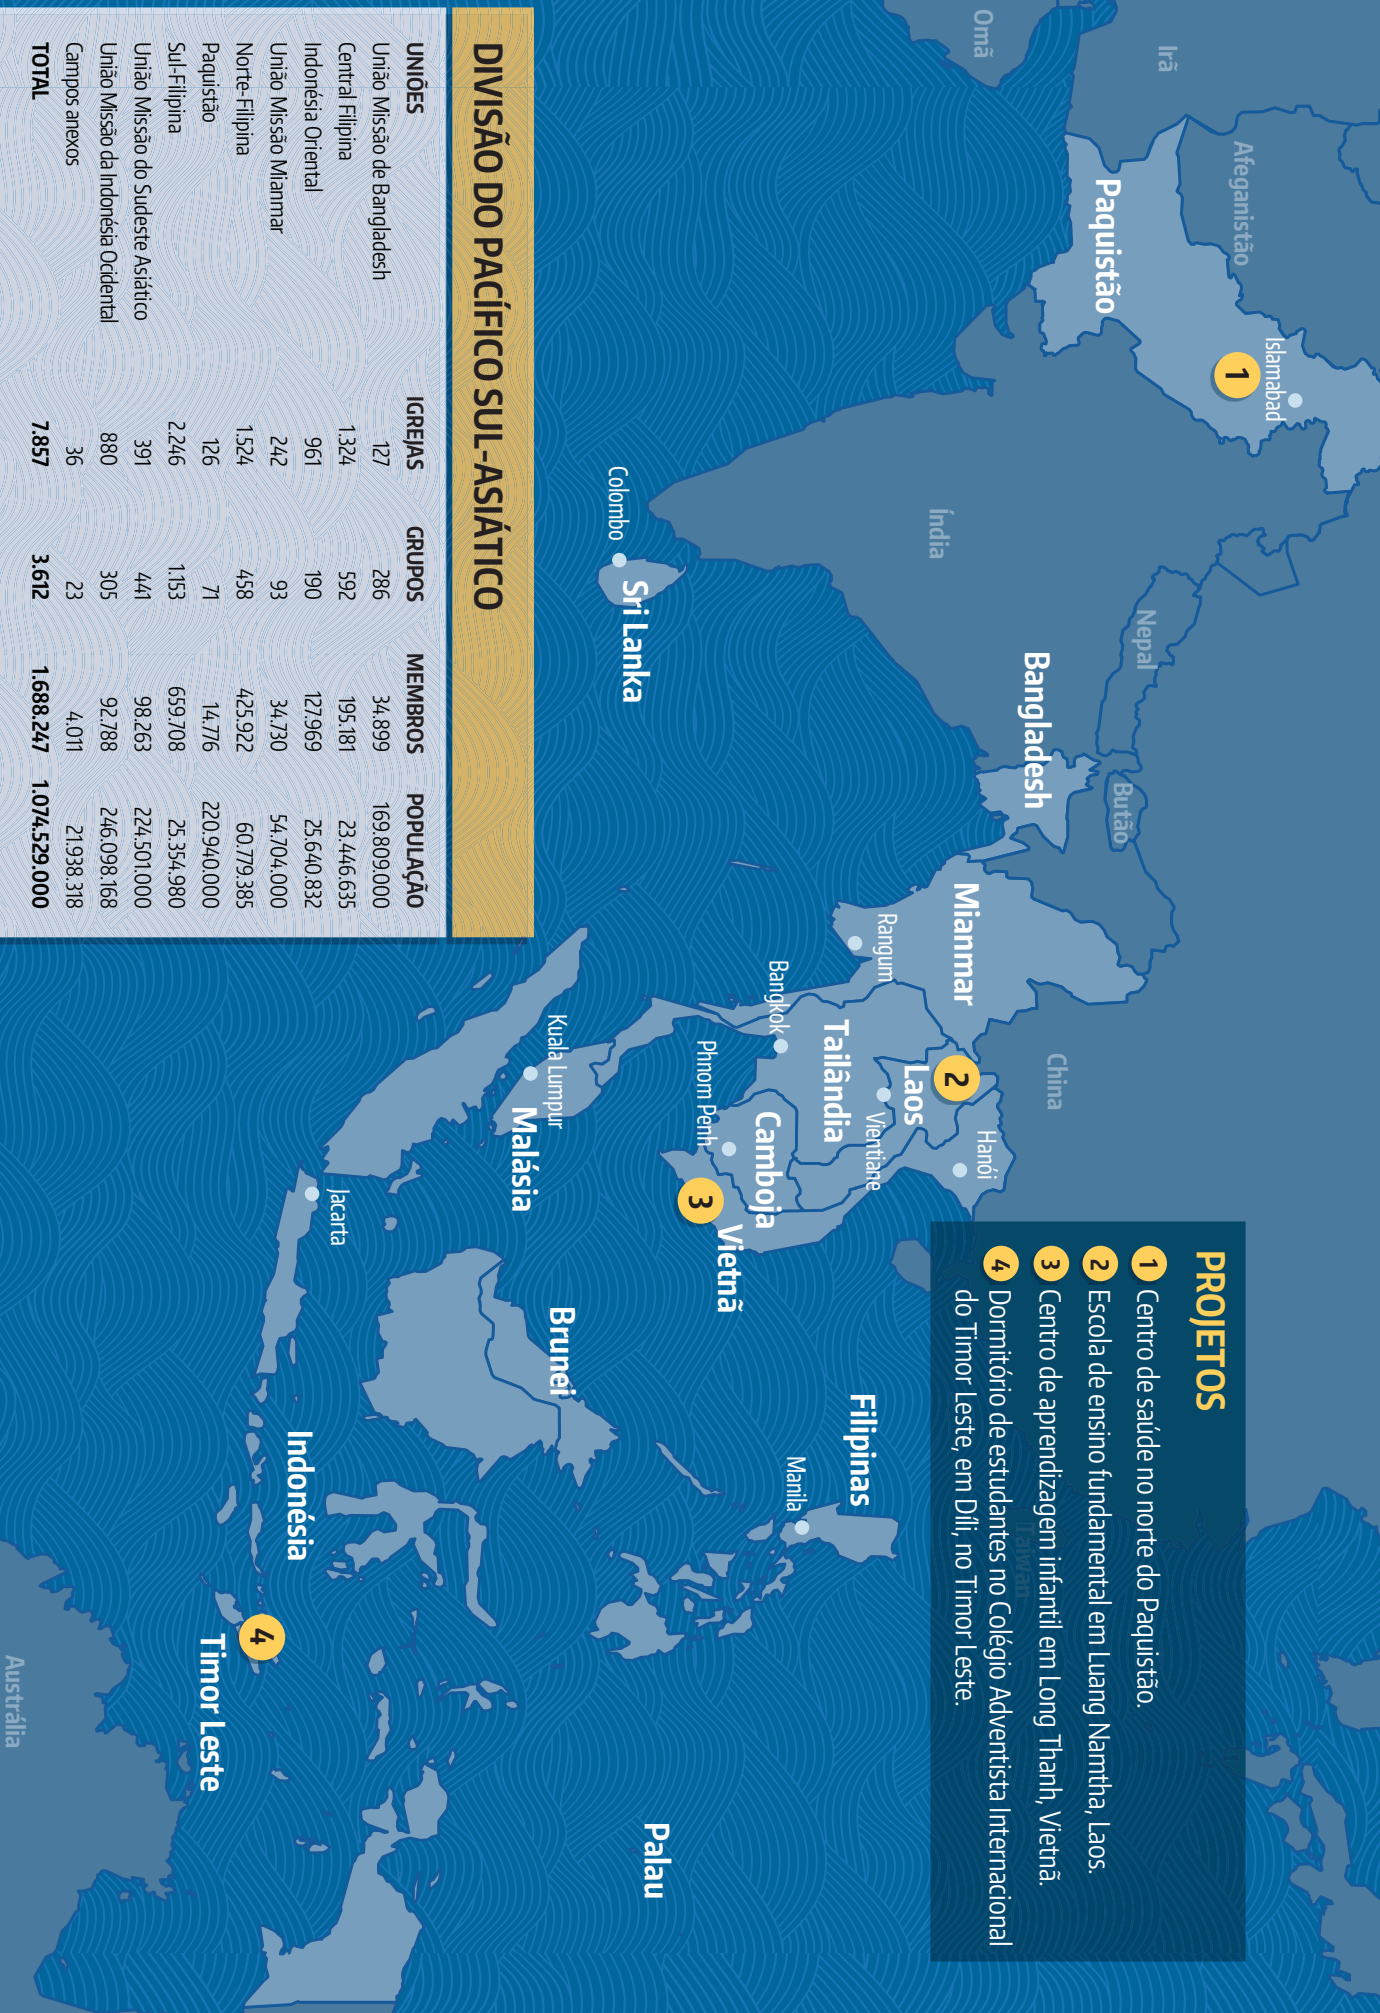 DIVISÃO DO PACÍFICO SUL-ASIÁTICO
UNIÕES IGREJAS GRUPOS MEMBROS POPULAÇÃO
União Missão de Bangladesh 127 286 34.899 169.809.000
Central Filipina 1.324 592 195.181 23.446.635
Indonésia Oriental 961 190 127.969 25.640.832
União Missão Mianmar 242 93 34.730 54.704.000
Norte-Filipina 1.524 458 425.922 60.779.385
Paquistão 126 71 14.776 220.940.000
Sul-Filipina 2.246 1.153 659.708 25.354.980
União Missão do Sudeste Asiático 391 441 98.263 224.501.000
União Missão da Indonésia Ocidental 880 305 92.788 246.098.168
Campos anexos 36 23 4.011 21.938.318
TOTAL 7.857 3.612 1.688.247 1.074.529.000
PROJETOS
1 Centro de saúde no norte do Paquistão.
2 Escola de ensino fundamental em Luang Namtha, Laos.
3 Centro de aprendizagem infantil em Long Thanh, Vietnã.
4 Dormitório de estudantes no Colégio Adventista Internacional
do Timor Leste, em Díli, no Timor Leste.
Omã
Irã
Afeganistão
Paquistão
Islamabad
1
Índia
Nepal
Butão
Bangladesh
Colombo
Sri Lanka
China
Mianmar
Rangum
2
Hanói
Laos
Vientiane
Tailândia
Bangkok
Camboja
Phnom Penh
3
Vietnã
Taiwan
Kuala Lumpur
Malásia
Brunei
Filipinas
Manila
Jacarta
Indonésia
4
Timor Leste
Palau
Austrália